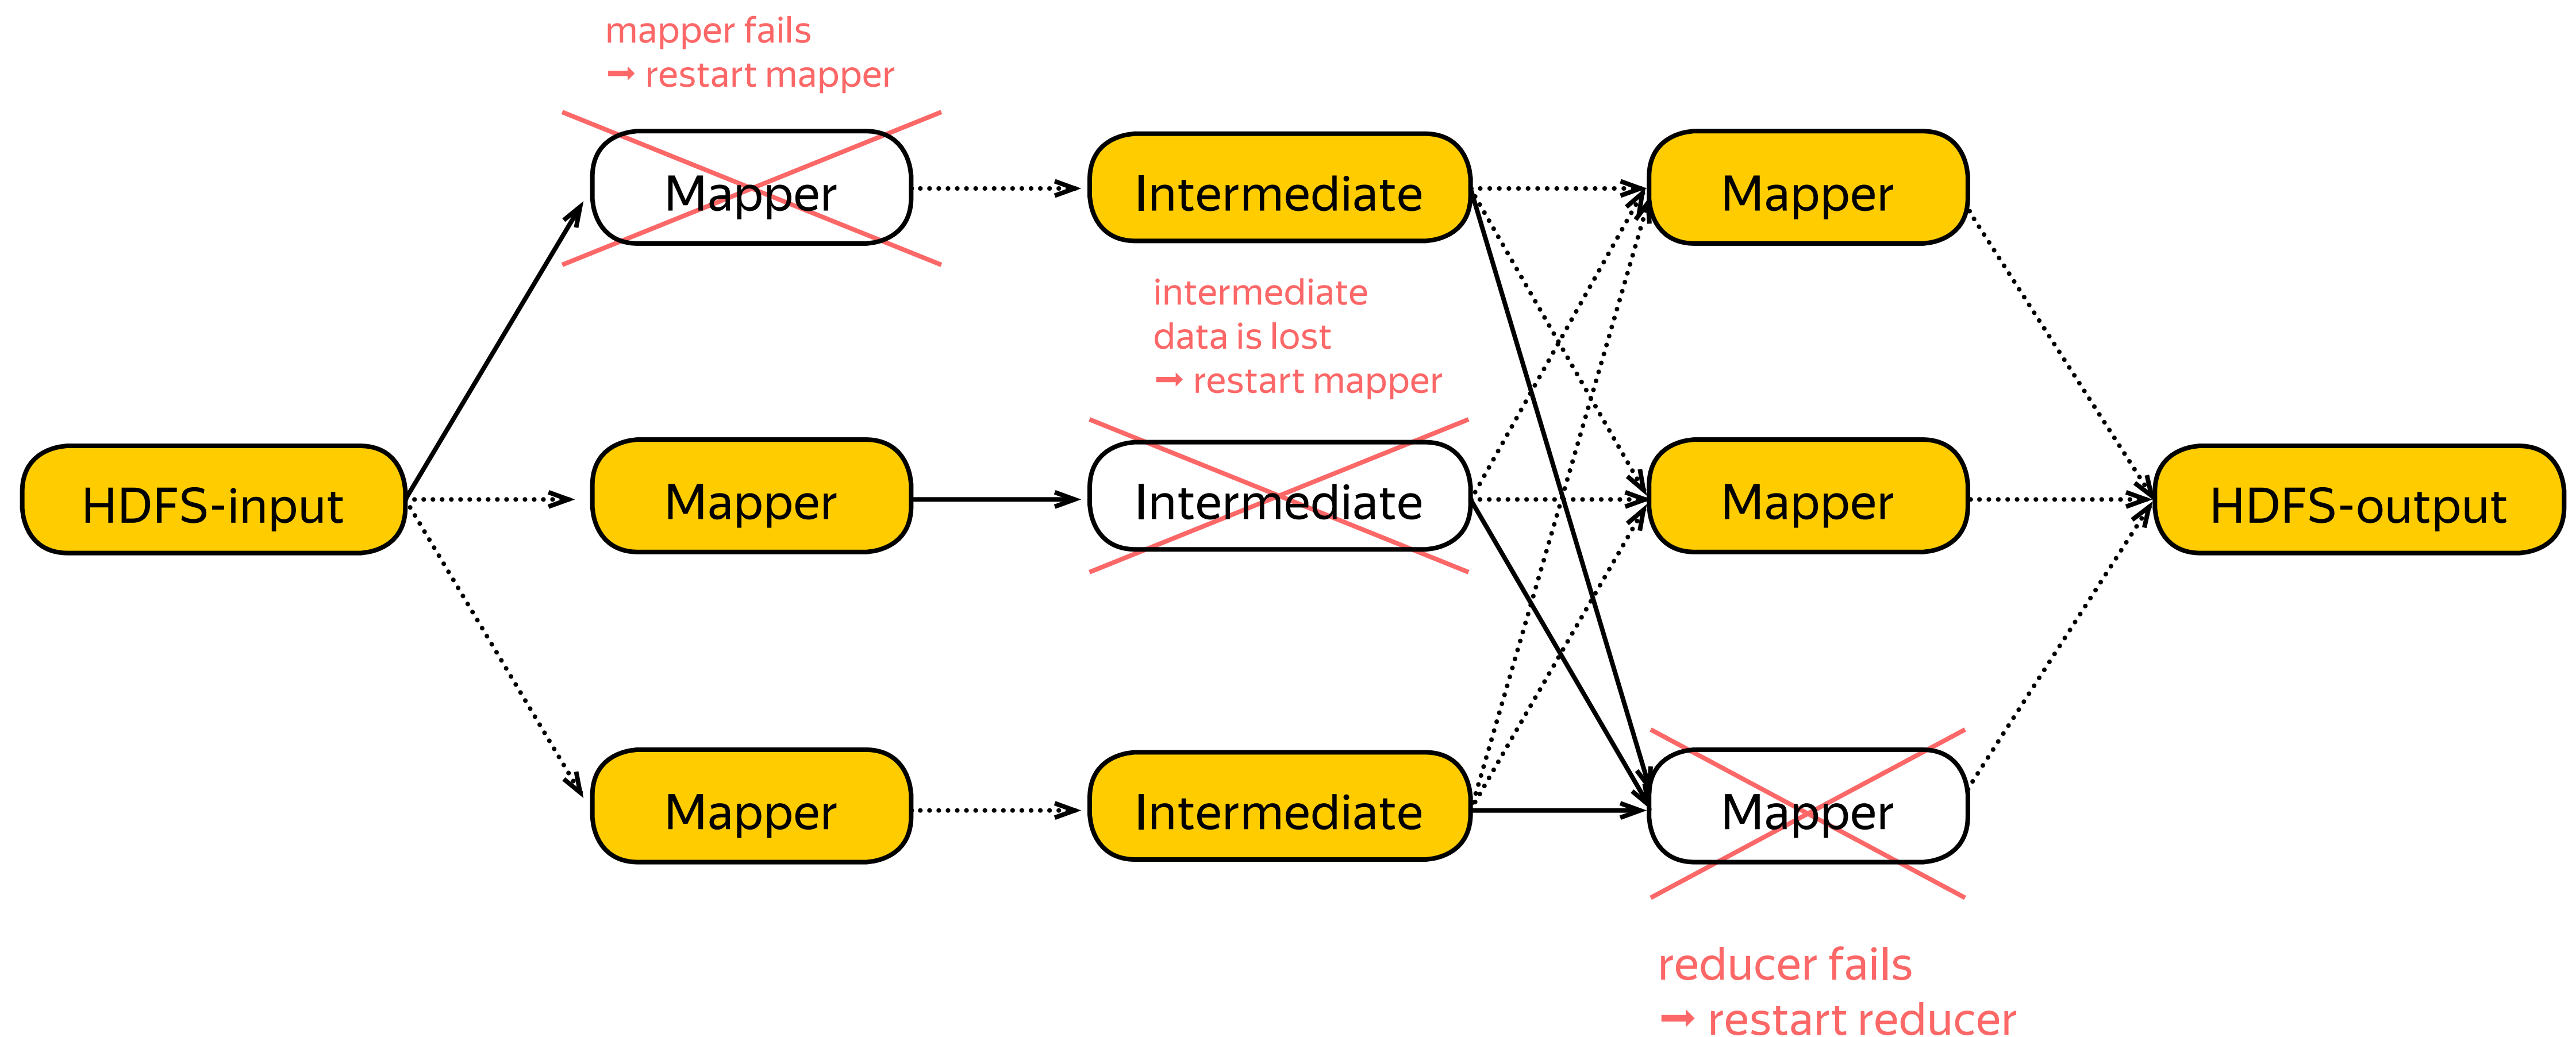 mapper fails
➞ restart mapper
Mapper
Intermediate
Mapper
intermediate
data is lost
➞ restart mapper
HDFS-input
Mapper
Intermediate
Mapper
HDFS-output
Mapper
Intermediate
Mapper
reducer fails
➞ restart reducer